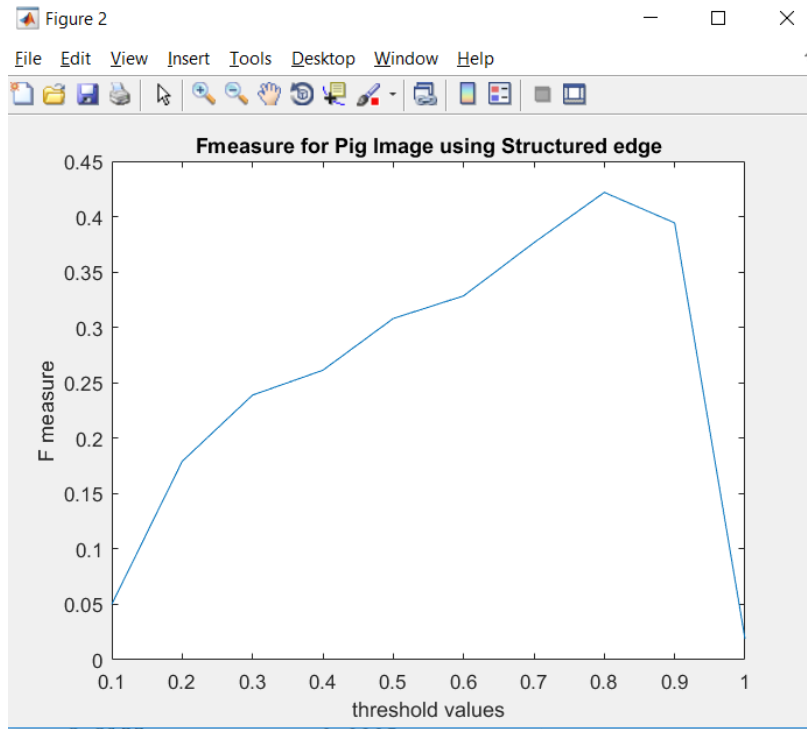 Figure 2
File Edit View Insert Tools Desktop Window Help
Fmeasure for Pig Image using Structured edge
0.45
0.4
0.35
0.3
0.25
0.2
0.15
0.1
0.05
0
F measure
0.1 0.2 0.3 0.4 0.5 0.6 0.7 0.8 0.9 1
threshold values